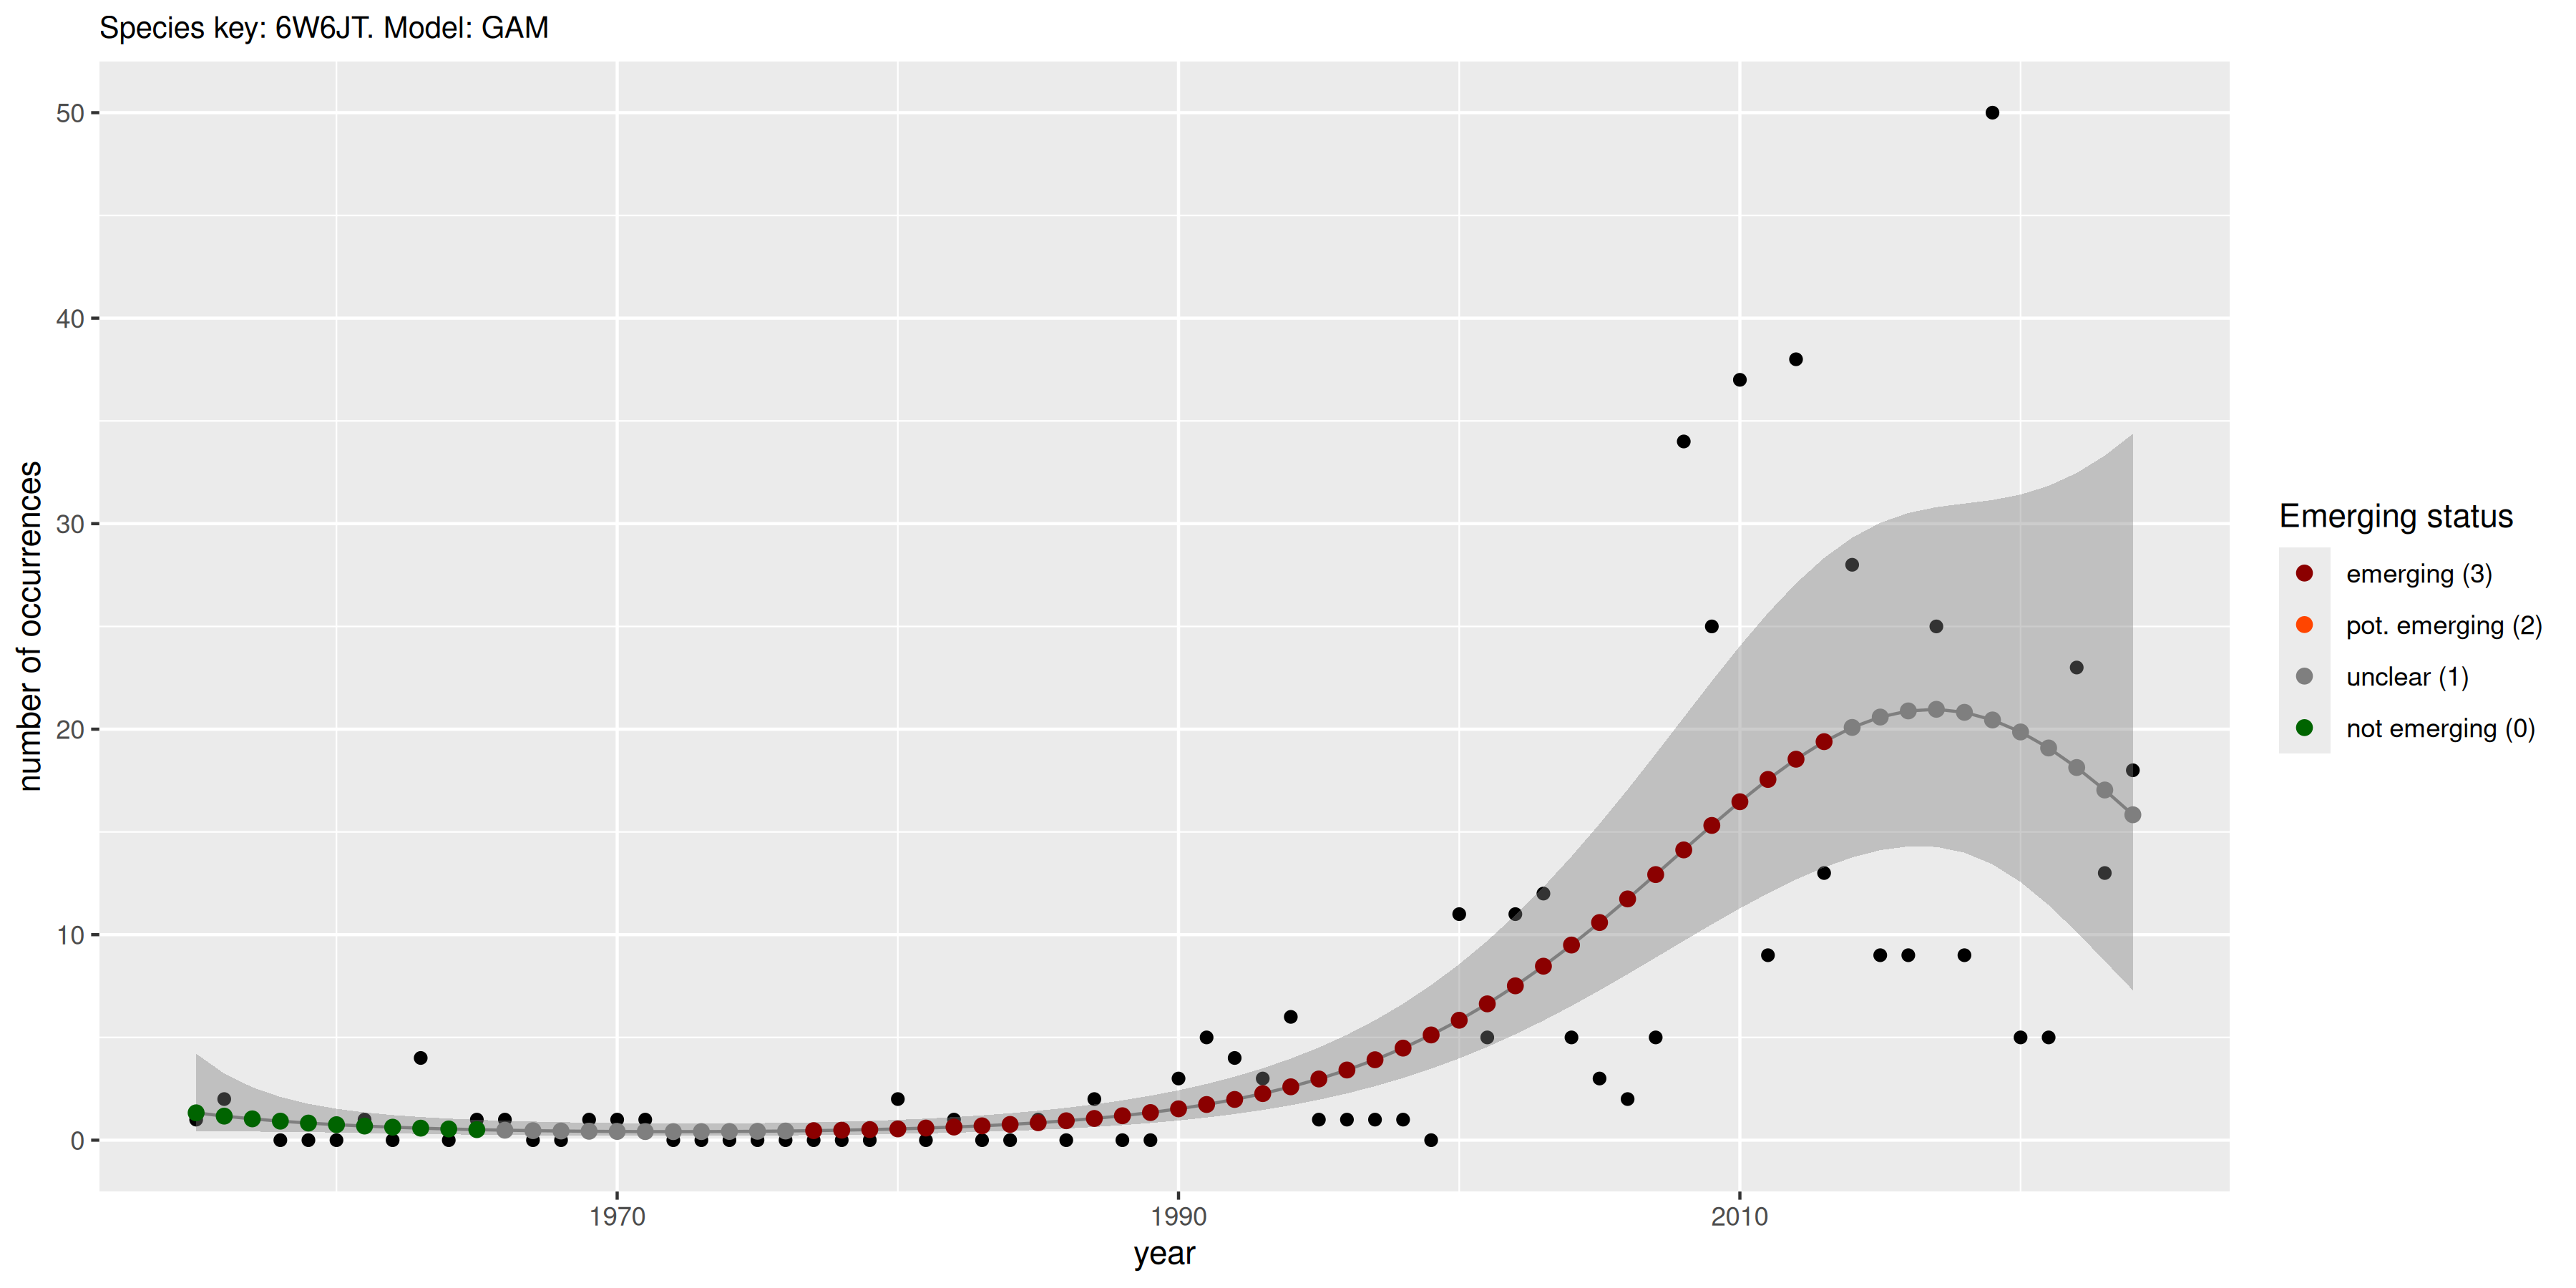 Species key: 6W6JT. Model: GAM
50
40
30
20
10
0
number of occurrences
1970
1990
2010
year
Emerging status
emerging (3)
pot. emerging (2)
unclear (1)
not emerging (0)